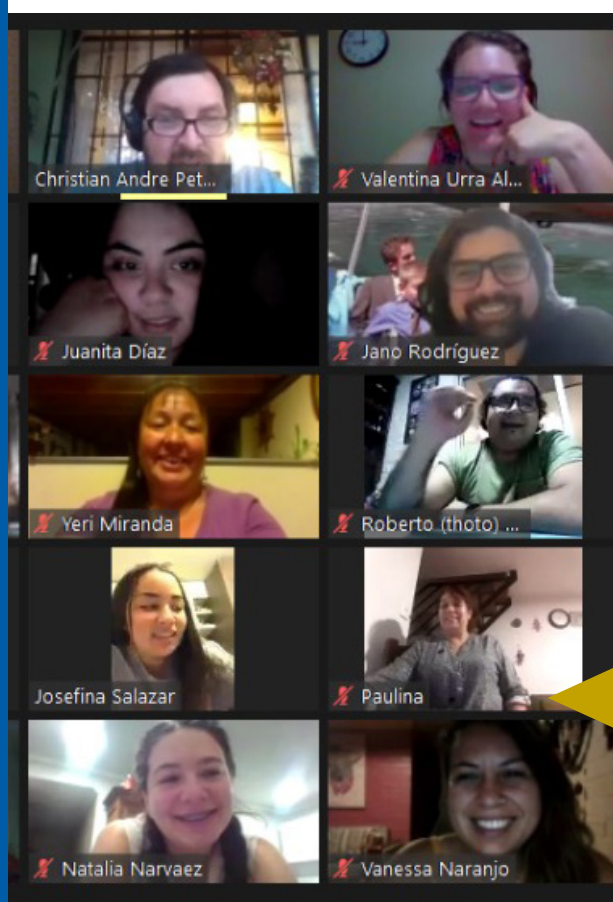 Christian Andre Pet...
Valentina Urra Al...
Juanita Díaz
Jano Rodríguez
Yeri Miranda
Roberto (thoto) ...
Josefina Salazar
Paulina
Natalia Narvaez
Vanessa Naranjo